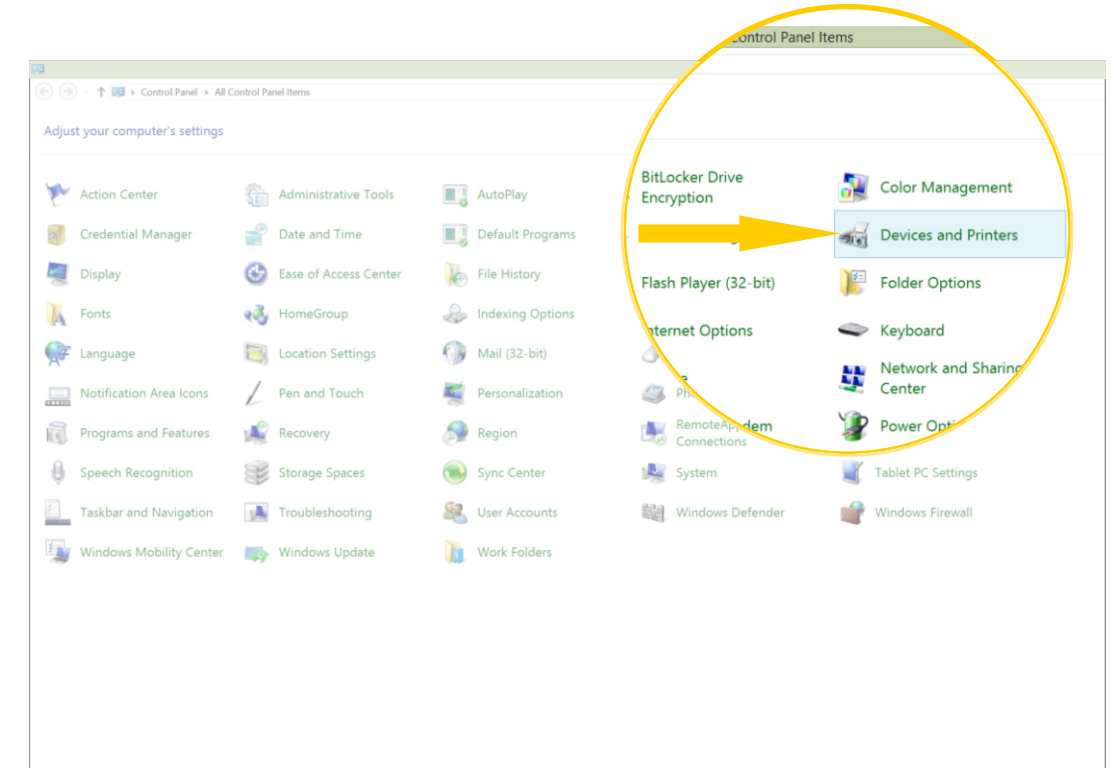 Control Panel Items
Control Panel All Control Panel Items
Adjust your computer's settings
Action Center
Administrative Tools
AutoPlay
BitLocker Drive
Encryption
Color Management
Credential Manager
Date and Time
Default Programs
Devices and Printers
Display
Ease of Access Center
File History
Flash Player (32-bit)
Folder Options
Fonts
HomeGroup
Indexing Options
Internet Options
Keyboard
Language
Location Settings
Mail (32-bit)
Network and Sharing
Center
Notification Area Icons
Pen and Touch
Personalization
Programs and Features
Recovery
Region
Connections
Power
Speech Recognition
Storage Spaces
Sync Center
System
Tablet PC Settings
Taskbar and Navigation
Troubleshooting
User Accounts
Windows Defender
Windows Firewall
Windows Mobility Center
Windows Update
Work Folders